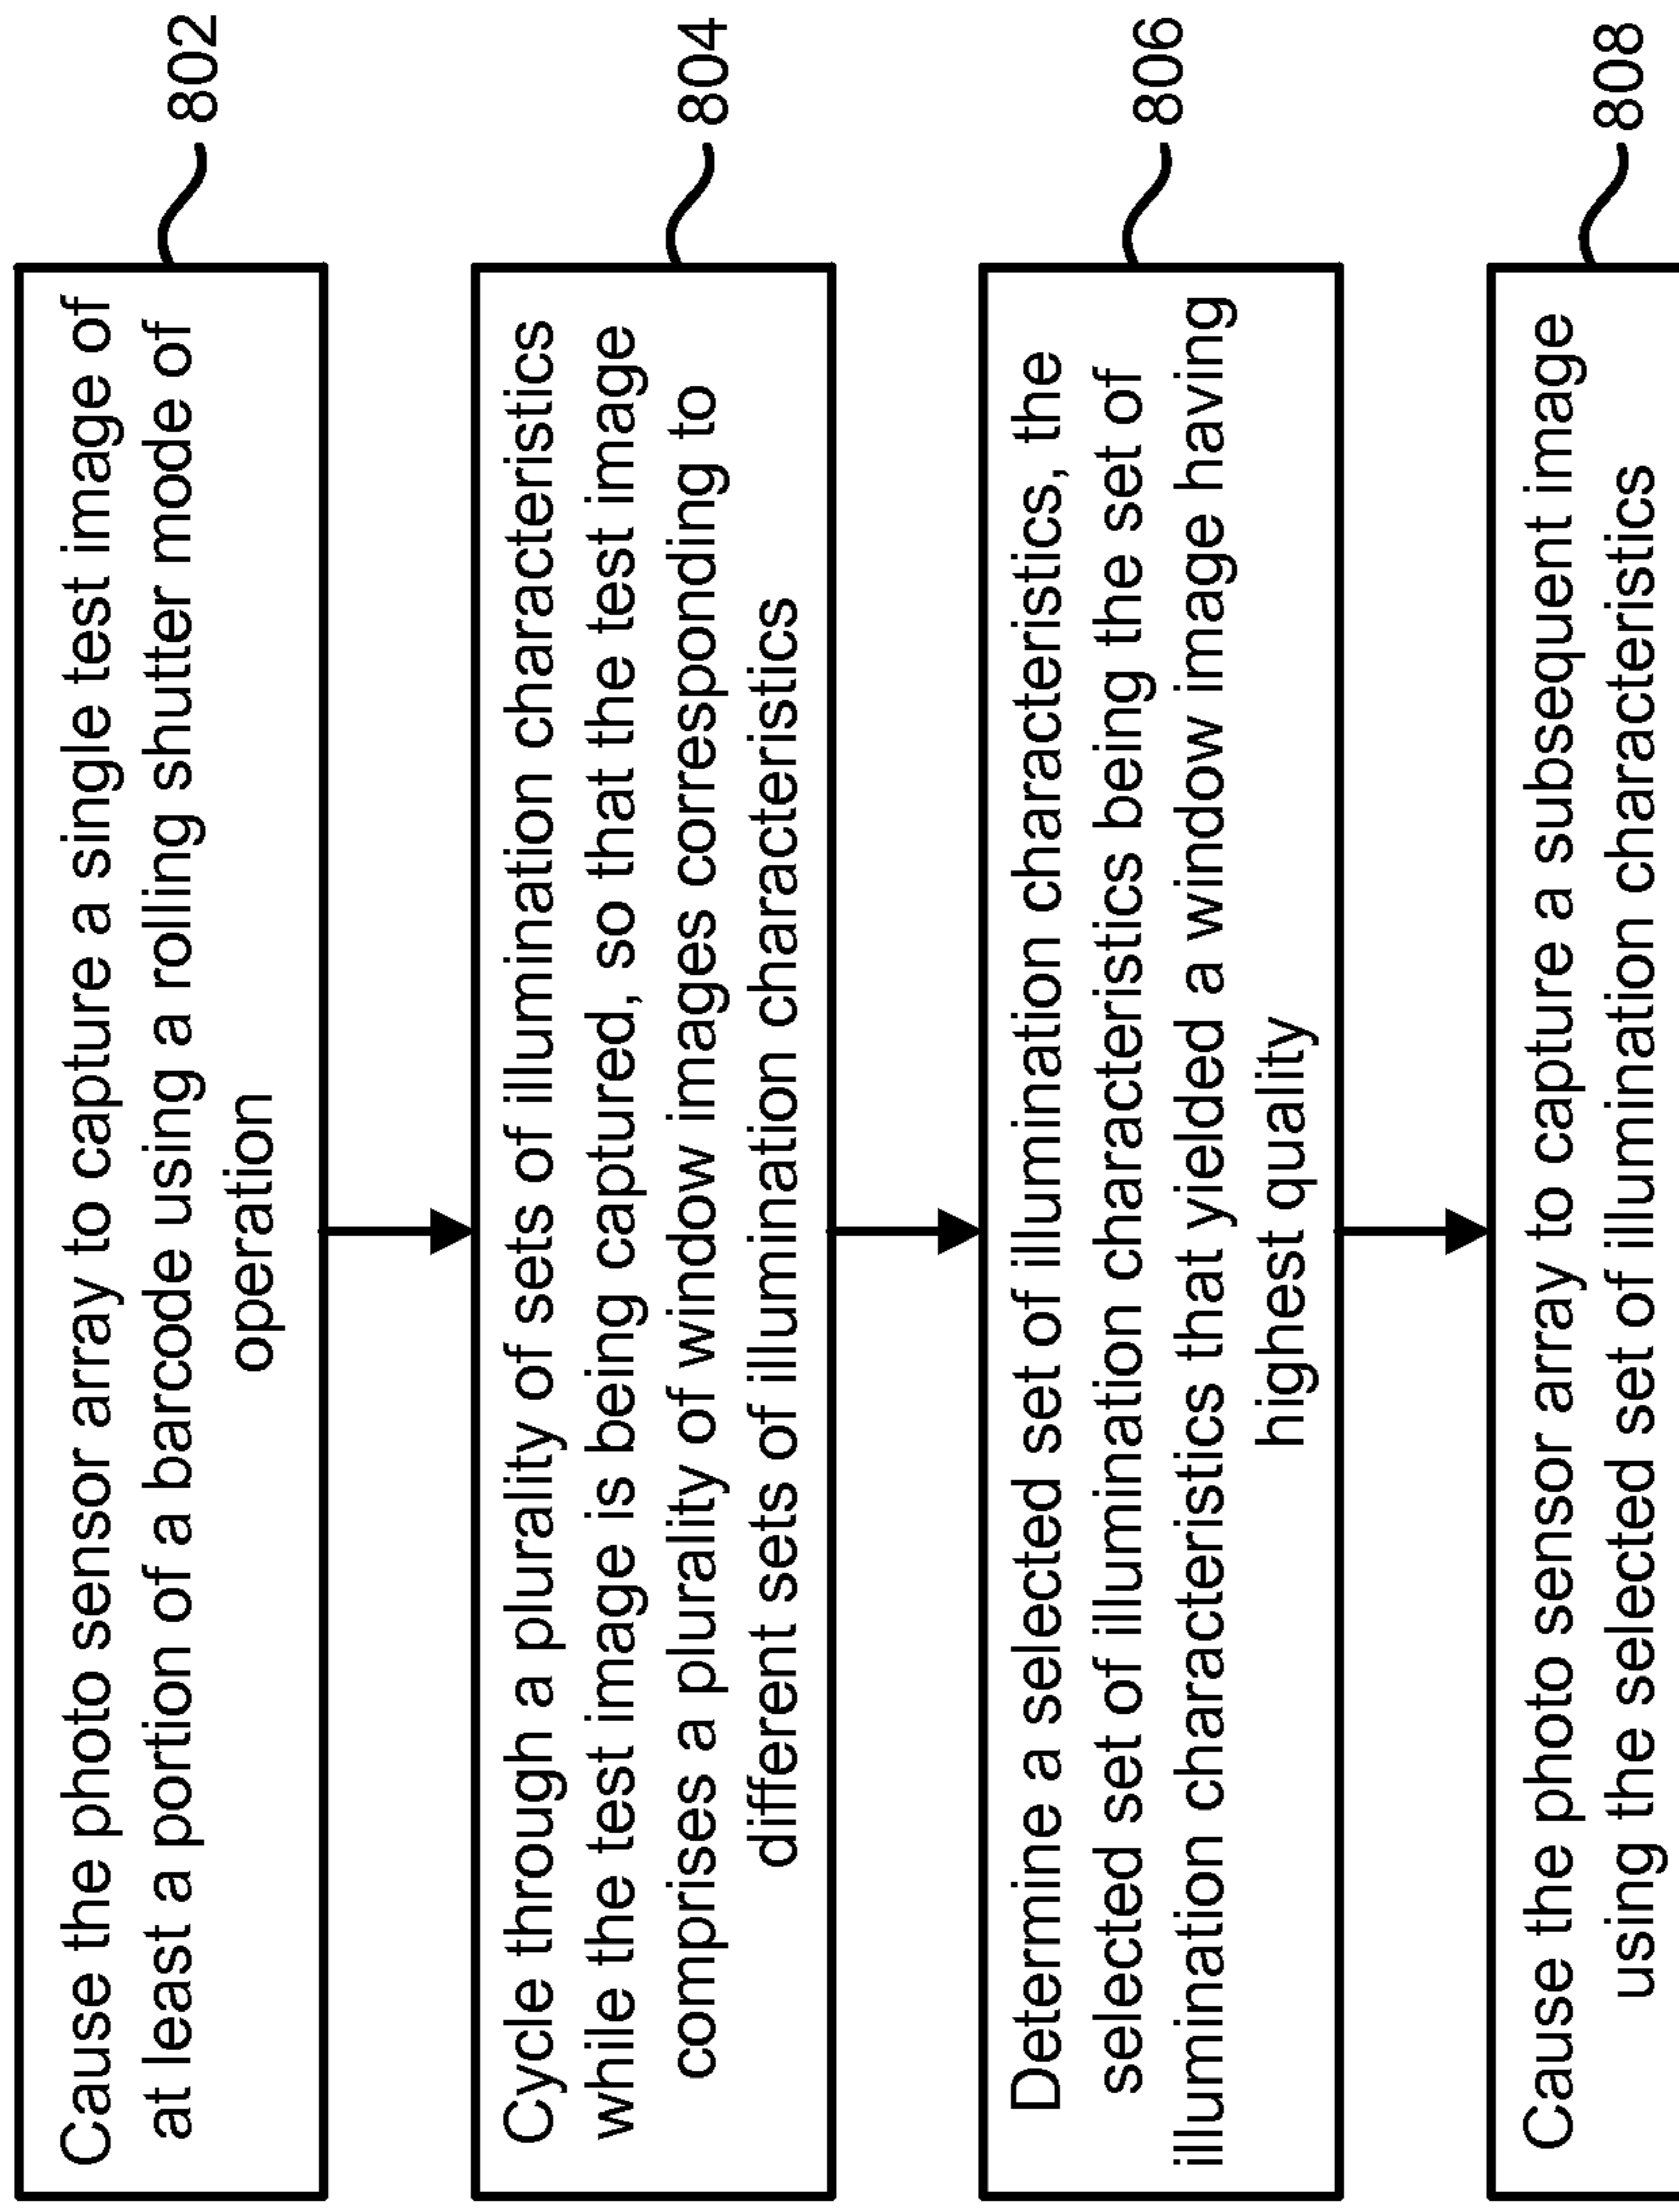 Cause the photo sensor array to capture a single test image of
at least a portion of a barcode using a rolling shutter mode of
operation
802
Cycle through a plurality of sets of illumination characteristics
while the test image is being captured, so that the test image
comprises a plurality of window images corresponding to
different sets of illumination characteristics
804
Determine a selected set of illumination characteristics, the
selected set of illumination characteristics being the set of
illumination characteristics that yielded a window image having
highest quality
806
Cause the photo sensor array to capture a subsequent image
using the selected set of illumination characteristics
808